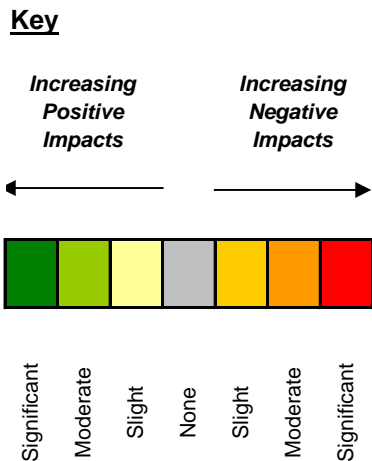 Key
Increasing
Positive
Impacts
Increasing
Negative
Impacts
Significant
Moderate
Slight
None
Slight
Moderate
Significant